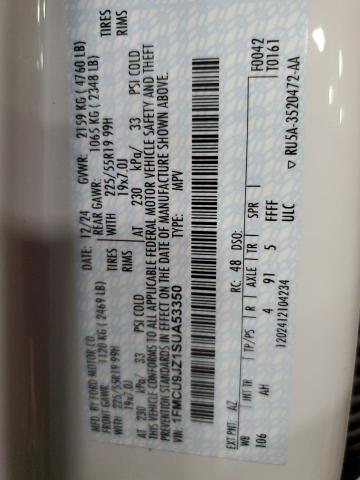 MFD. BY FORD MOTOR CO.
DATE: 12/24 GVWR: 2159 KG ( 4760 LB)
FRONT GAWR: 1120 KG ( 2469 LB) REAR GAWR: 1065 KG ( 2348 LB)
WITH 225/55R19 99H TIRES WITH 225/55R19 99H TIRES
19x7.0J RIMS 19x7.0J RIMS
AT 230 kPa/ 33 PSI COLD AT 230 kPa/ 33 PSI COLD
THIS VEHICLE CONFORMS TO ALL APPLICABLE FEDERAL MOTOR VEHICLE SAFETY AND THEFT
PREVENTION STANDARDS IN EFFECT ON THE DATE OF MANUFACTURE SHOWN ABOVE.
VIN: 1FMCU9JZ1SUA53350 TYPE: MPV
F0042
T0161
EXT PNT: AZ RC: 48 DSO:
WB INT TR TP/PS R AXLE TR SPR
106 AH 4 91 5 FFFF
ULC
1202412104234
▽ RU5A-3520472-AA